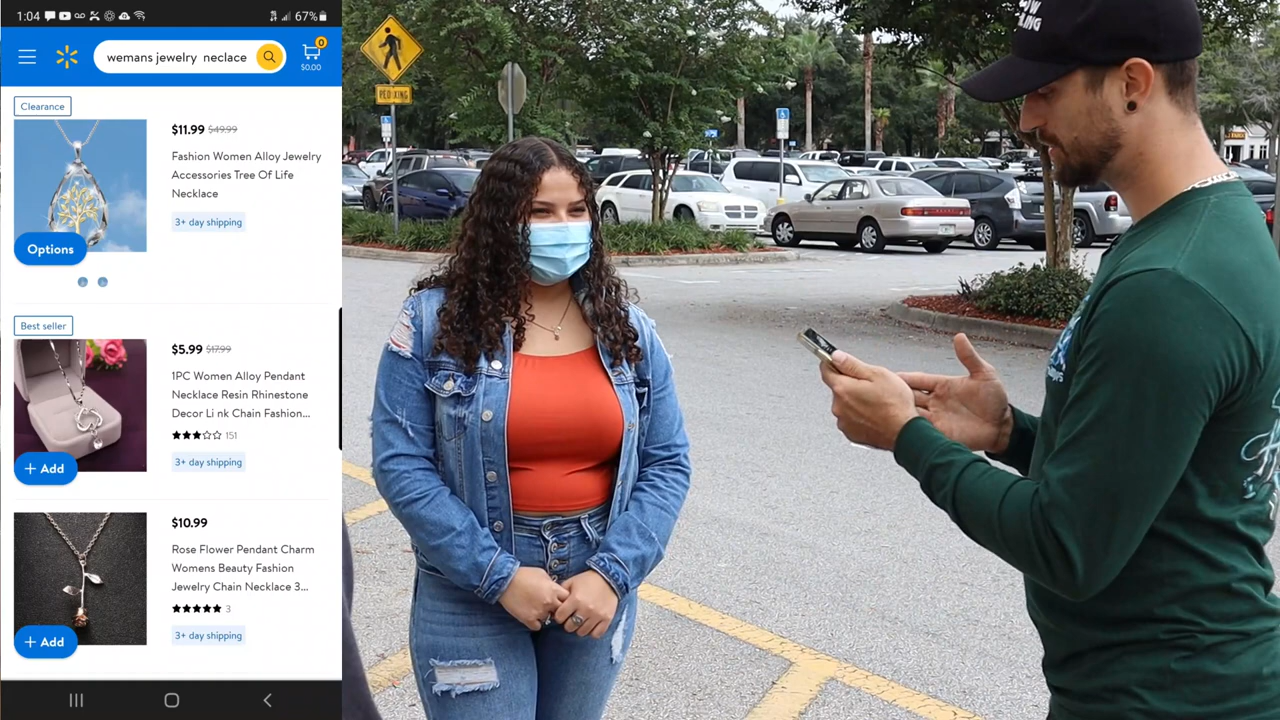 1:04
67%
wemans jewelry neclace
0
$0.00
Clearance
$11.99 $49.99
Fashion Women Alloy Jewelry
Accessories Tree Of Life
Necklace
3+ day shipping
Options
Best seller
$5.99 $17.99
1PC Women Alloy Pendant
Necklace Resin Rhinestone
Decor Li nk Chain Fashion...
151
3+ day shipping
+ Add
$10.99
Rose Flower Pendant Charm
Womens Beauty Fashion
Jewelry Chain Necklace 3...
3
3+ day shipping
+ Add
PED XING